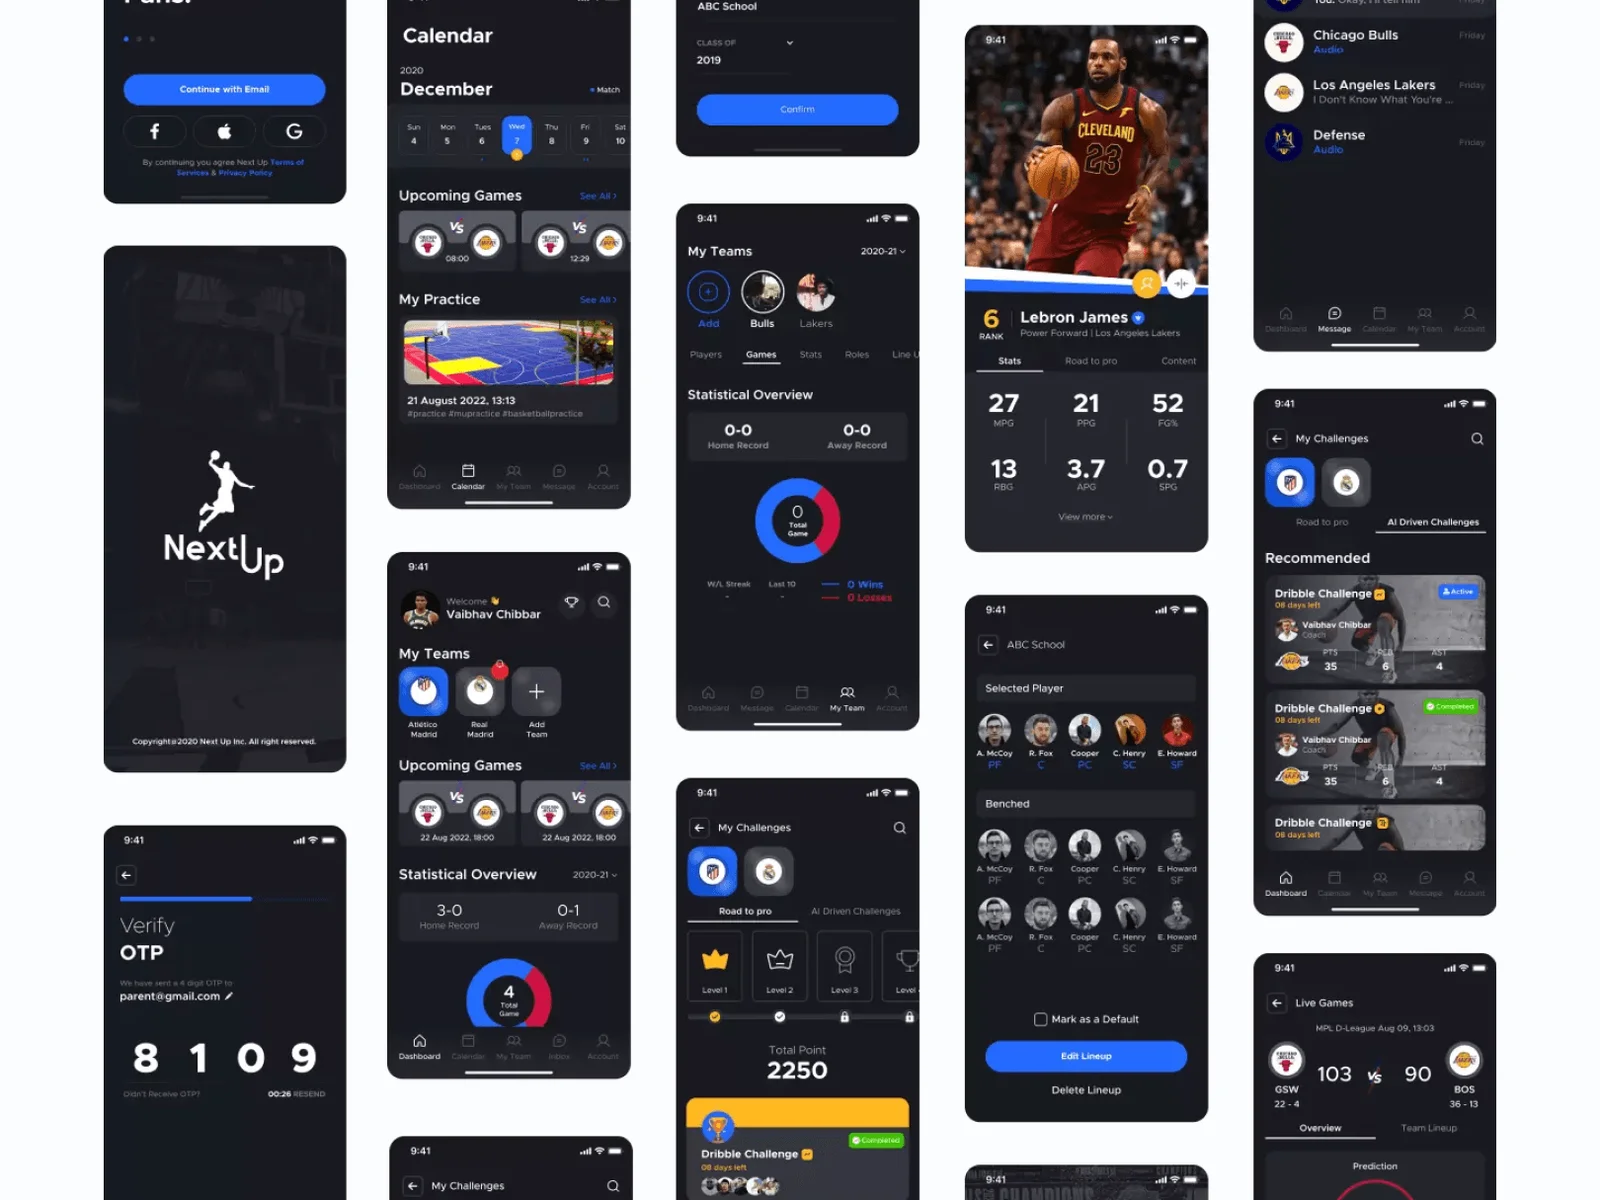 Continue with Email
By continuing you agree Next Up Terms of
Services & Privacy Policy
NextUp
Copyright@2020 Next Up Inc. All right reserved.
9:41
Verify
OTP
We have sent a 4 digit OTP to
parent@gmail.com
8 1 0 9
Didn't Receive OTP?
00:26 RESEND
Calendar
2020
December
Match
Sun Mon Tues Wed Thu Fri Sat
4 5 6 7 8 9 10
Upcoming Games
See All >
VS
08:00
VS
12:29
My Practice
See All >
21 August 2022, 13:13
#practice #mupractice #basketballpractice
Dashboard Calendar My Team Message Account
9:41
Welcome
Vaibhav Chibbar
My Teams
Atlético
Madrid
Real
Madrid
Add
Team
Upcoming Games
See All >
VS
22 Aug 2022, 18:00
VS
22 Aug 2022, 18:00
Statistical Overview
2020-21
3-0
Home Record
0-1
Away Record
4
Total
Game
Dashboard Calendar My Team Inbox Account
9:41
My Challenges
ABC School
CLASS OF
2019
Confirm
9:41
My Teams
2020-21
Add
Bulls
Lakers
Players Games Stats Roles Line U
Statistical Overview
0-0
Home Record
0-0
Away Record
0
Total
Game
W/L Streak
-
Last 10
-
0 Wins
0 Losses
Dashboard Message Calendar My Team Account
9:41
My Challenges
Road to pro
AI Driven Challenges
Level 1
Level 2
Level 3
Level
Total Point
2250
Completed
Dribble Challenge
08 days left
9:41
CLEVELAND
23
6
RANK
Lebron James
Power Forward | Los Angeles Lakers
Stats Road to pro Content
27
MPG
21
PPG
52
FG%
13
RBG
3.7
APG
0.7
SPG
View more
9:41
ABC School
Selected Player
A. McCoy R. Fox Cooper C. Henry E. Howard
PF C PC SC SF
Benched
A. McCoy R. Fox Cooper C. Henry E. Howard
PF C PC SC SF
A. McCoy R. Fox Cooper C. Henry E. Howard
PF C PC SC SF
Mark as a Default
Edit Lineup
Delete Lineup
9:41
You: Okay, I'll tell him
Friday
Chicago Bulls
Friday
Audio
Los Angeles Lakers
Friday
I Don't Know What You're ...
Defense
Friday
Audio
Dashboard Message Calendar My Team Account
9:41
My Challenges
Road to pro
AI Driven Challenges
Recommended
Dribble Challenge
Active
08 days left
Vaibhav Chibbar
Coach
PTS
35
6
AST
4
Dribble Challenge
Completed
08 days left
Vaibhav Chibbar
Coach
PTS
35
6
AST
4
Dribble Challenge
08 days left
Dashboard Calendar My Team Message Account
9:41
Live Games
MPL D-League Aug 09, 13:03
103 VS 90
GSW
22 - 4
BOS
36 - 13
Overview
Team Lineup
Prediction